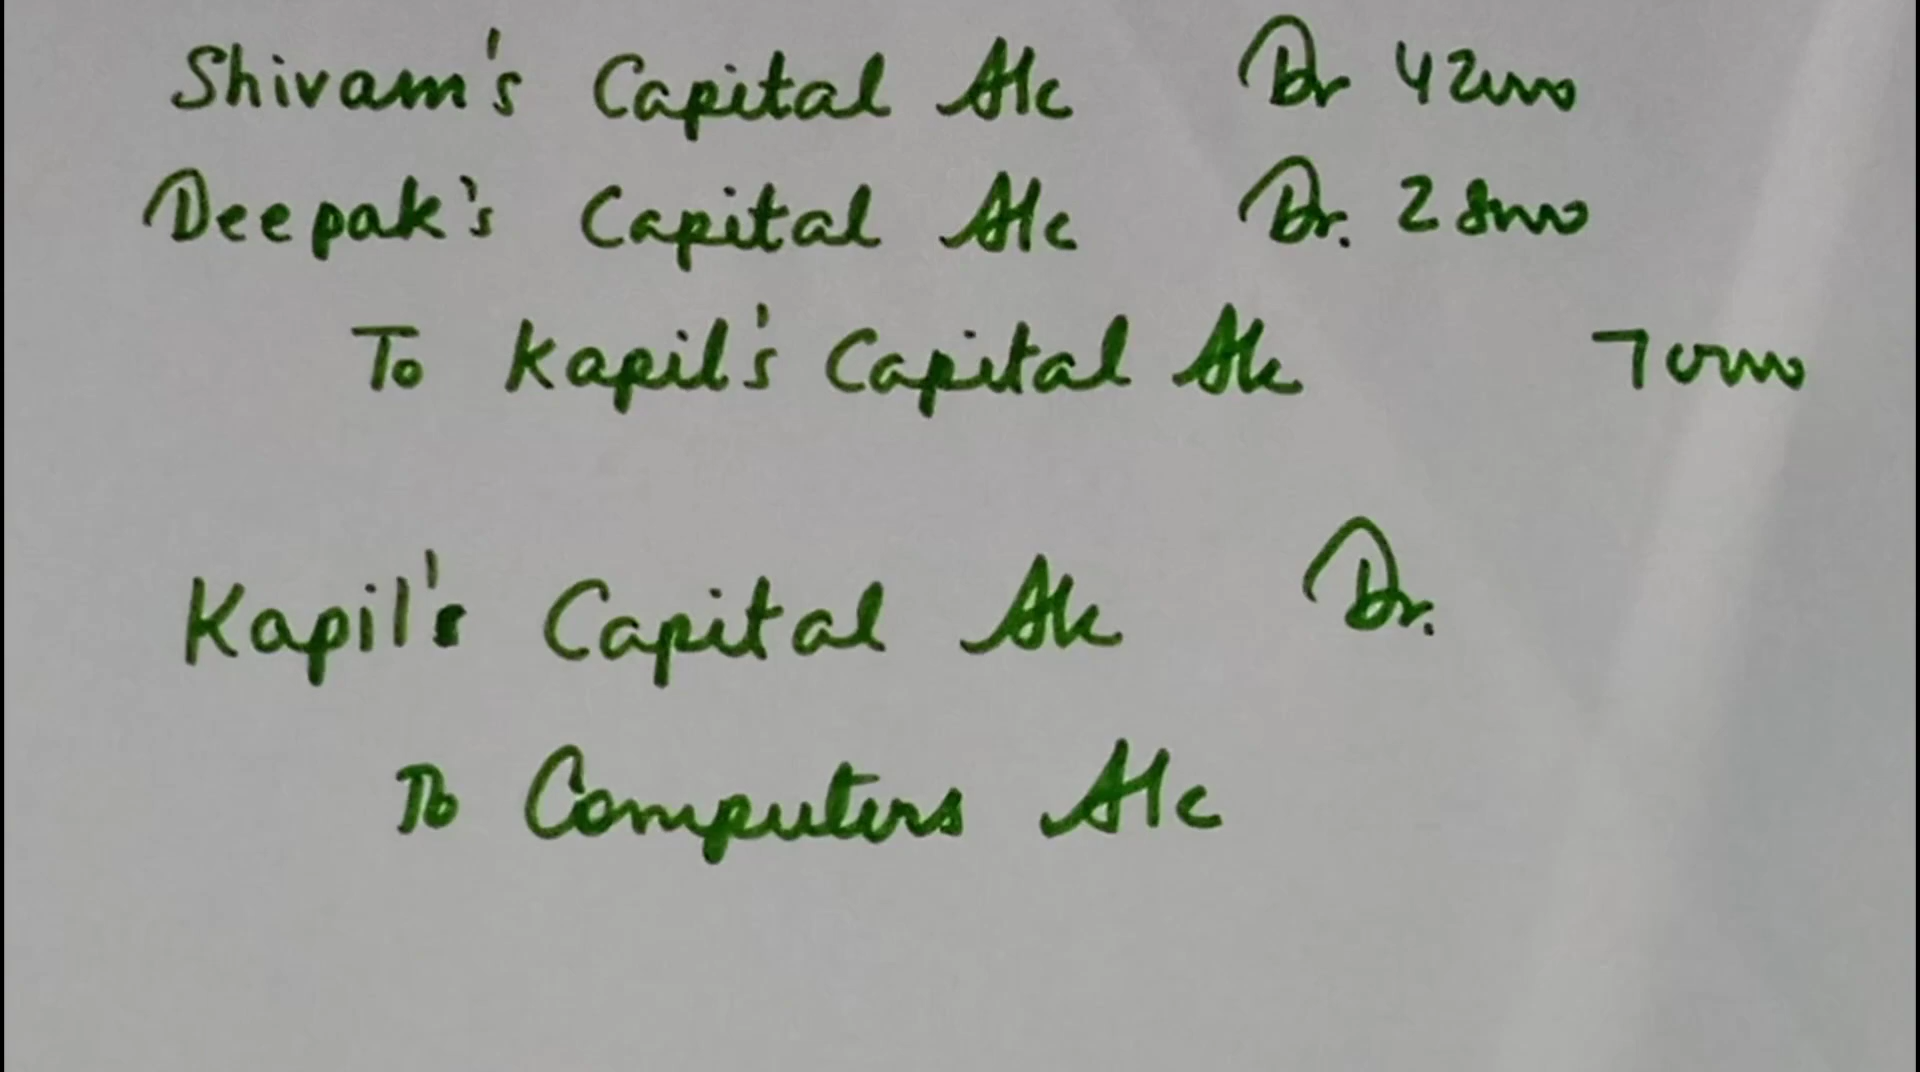 Shivam's Capital A/c Dr 42000
Deepak's Capital A/c Dr. 28000
To Kapil's Capital A/c 70000
Kapil's Capital A/c Dr.
To Computers A/c